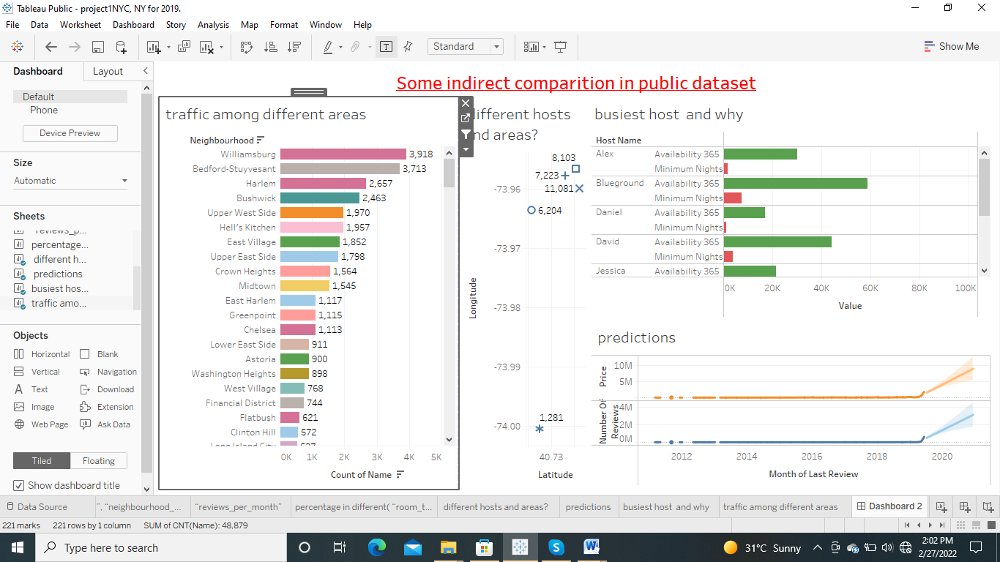 Tableau Public - project1NYC, NY for 2019.
File Data Worksheet Dashboard Story Analysis Map Format Window Help
Standard
Show Me
Dashboard Layout
Default
Phone
Device Preview
Size
Automatic
Sheets
"reviews_p...
percentage...
different h...
predictions
busiest hos...
traffic amo...
Objects
Horizontal Blank
Vertical Navigation
Text Download
Image Extension
Web Page Ask Data
Tiled Floating
Show dashboard title
Some indirect comparition in public dataset
traffic among different areas
Neighbourhood
Williamsburg 3,918
Bedford-Stuyvesant 3,713
Harlem 2,657
Bushwick 2,463
Upper West Side 1,970
Hell's Kitchen 1,957
East Village 1,852
Upper East Side 1,798
Crown Heights 1,564
Midtown 1,545
East Harlem 1,117
Greenpoint 1,115
Chelsea 1,113
Lower East Side 911
Astoria 900
Washington Heights 898
West Village 768
Financial District 744
Flatbush 621
Clinton Hill 572
Long Island City 537
0K 1K 2K 3K 4K 5K
Count of Name
different hosts
and areas?
8,103
7,223
11,081
6,204
1,281
-73.96
-73.97
-73.98
-73.99
-74.00
Longitude
40.73
Latitude
busiest host and why
Host Name
Alex Availability 365
Minimum Nights
Blueground Availability 365
Minimum Nights
Daniel Availability 365
Minimum Nights
David Availability 365
Minimum Nights
Jessica Availability 365
0K 20K 40K 60K 80K 100K
Value
predictions
Price
10M
5M
Number Of
Reviews
4M
2M
0M
2012 2014 2016 2018 2020
Month of Last Review
Data Source
", "neighbourhood_...
"reviews_per_month"
percentage in different( "room_t...
different hosts and areas?
predictions
busiest host and why
traffic among different areas
Dashboard 2
221 marks 221 rows by 1 column SUM of CNT(Name): 48,879
Type here to search
31°C Sunny
2:02 PM
2/27/2022